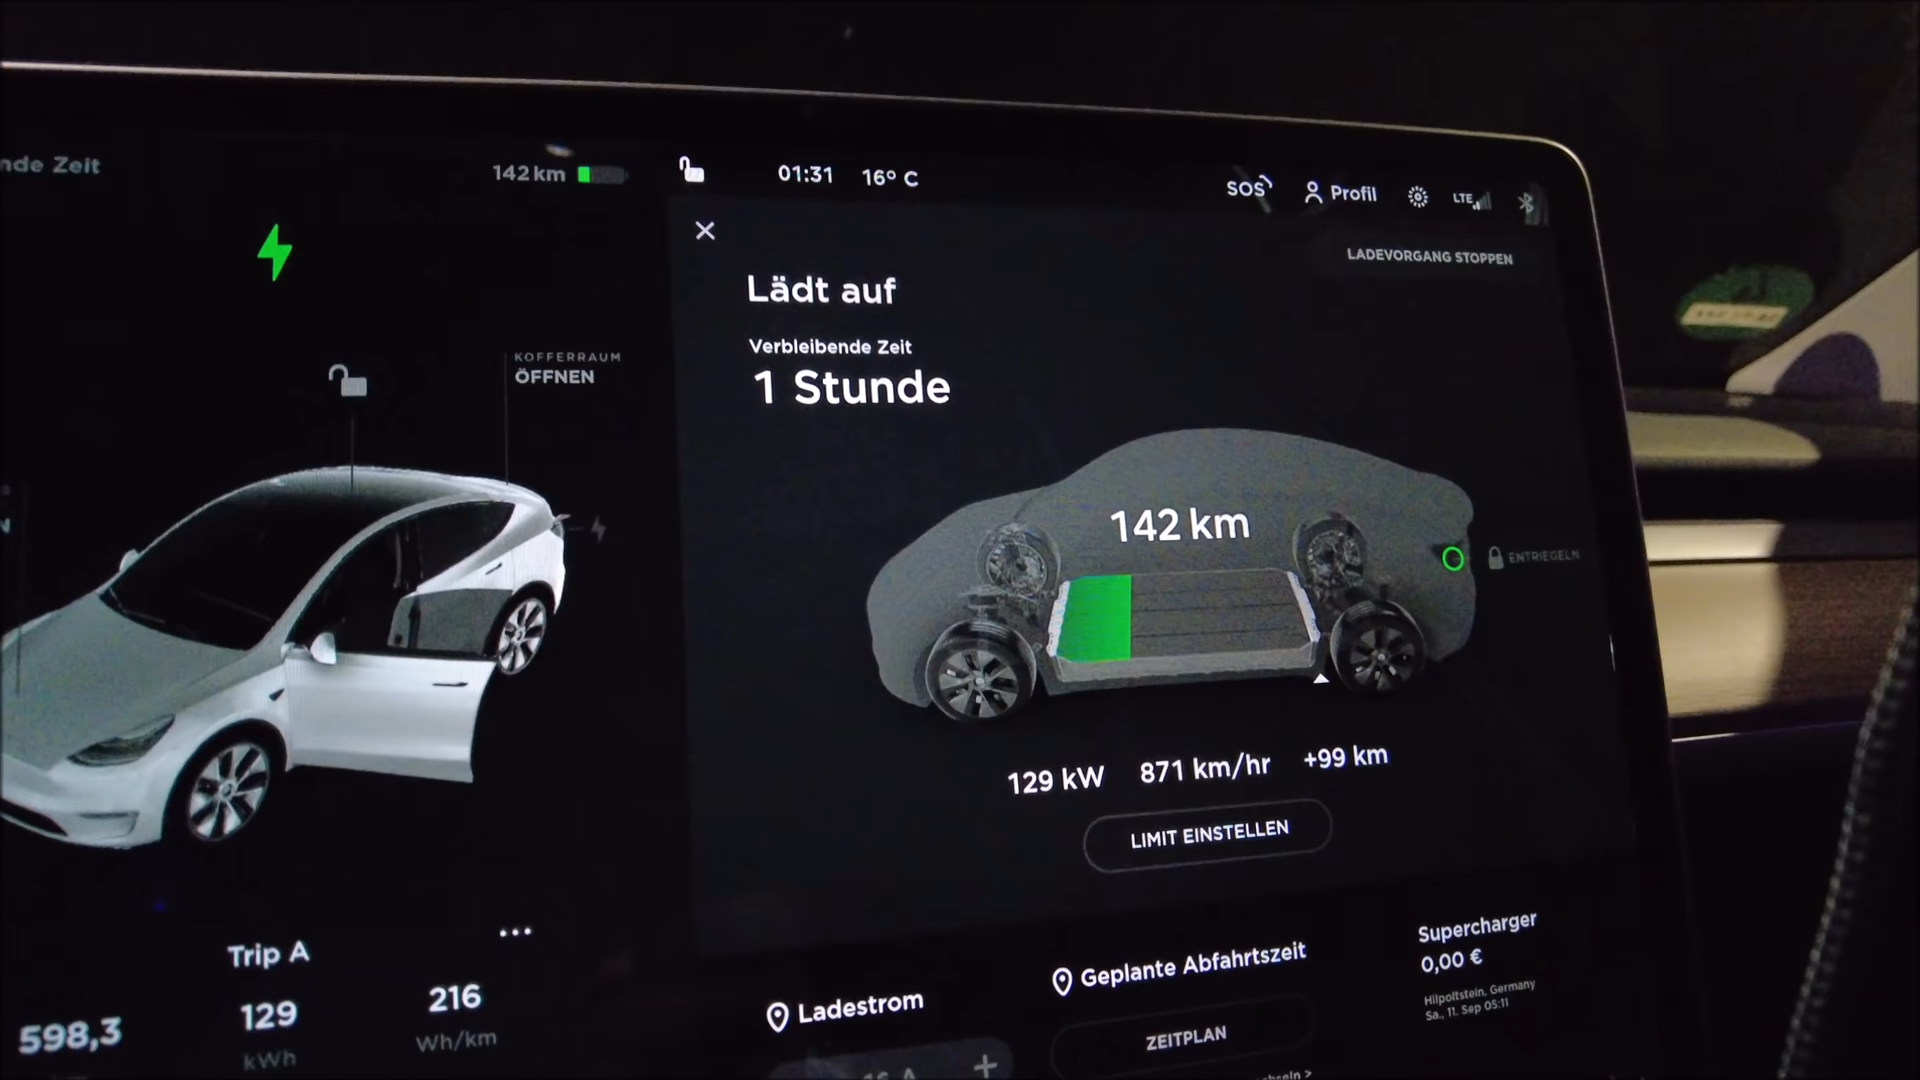 nde Zeit
142 km
01:31
16° C
SOS
Profil
LTE
LADEVORGANG STOPPEN
Lädt auf
Verbleibende Zeit
1 Stunde
KOFFERRAUM
ÖFFNEN
142 km
ENTRIEGELN
129 kW
871 km/hr
+99 km
LIMIT EINSTELLEN
Trip A
598,3
129
kWh
216
Wh/km
Ladestrom
Geplante Abfahrtszeit
ZEITPLAN
Supercharger
0,00 €
Hilpoltstein, Germany
Sa., 11. Sep 05:11